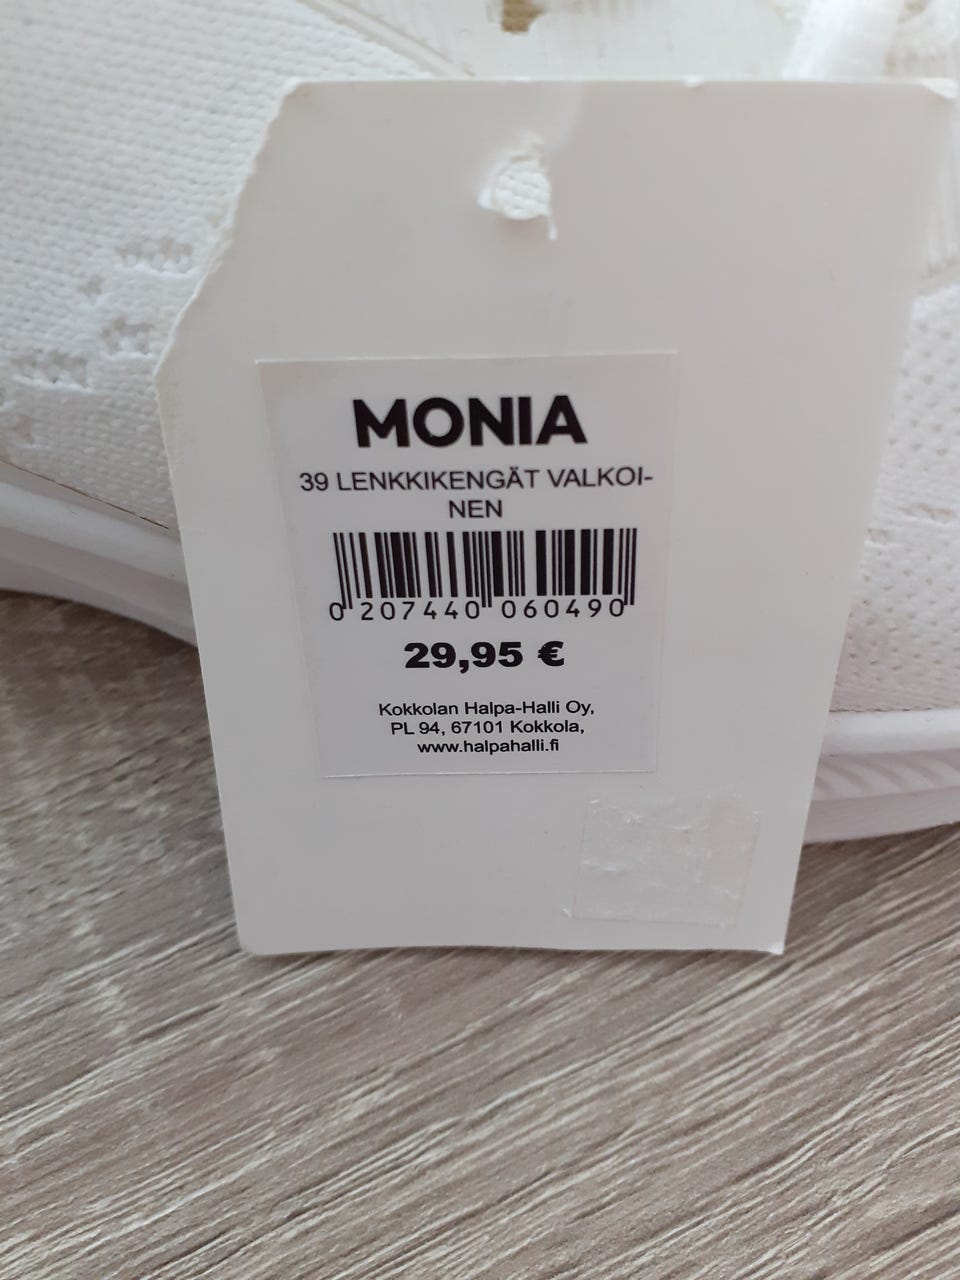 MONIA
39 LENKKIKENGÄT VALKOI-
NEN
0 207440 060490
29,95 €
Kokkolan Halpa-Halli Oy,
PL 94, 67101 Kokkola,
www.halpahalli.fi